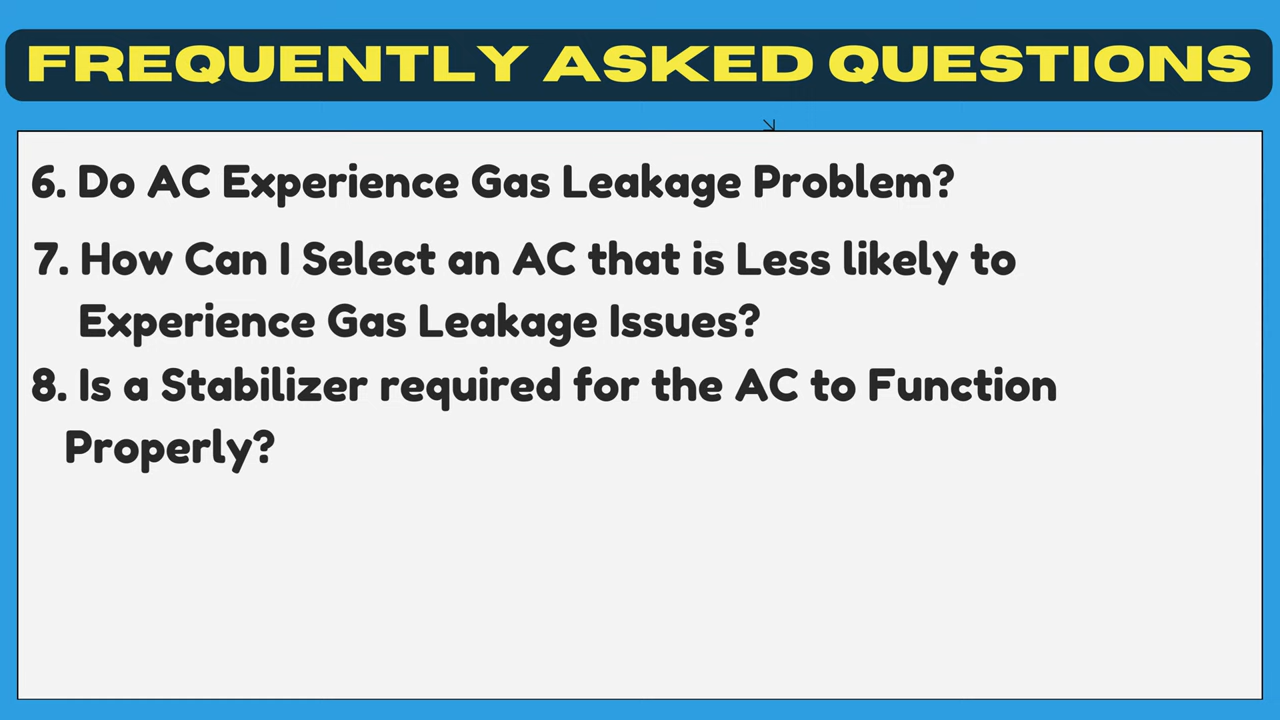 FREQUENTLY ASKED QUESTIONS
6. Do AC Experience Gas Leakage Problem?
7. How Can I Select an AC that is Less likely to
Experience Gas Leakage Issues?
8. Is a Stabilizer required for the AC to Function
Properly?